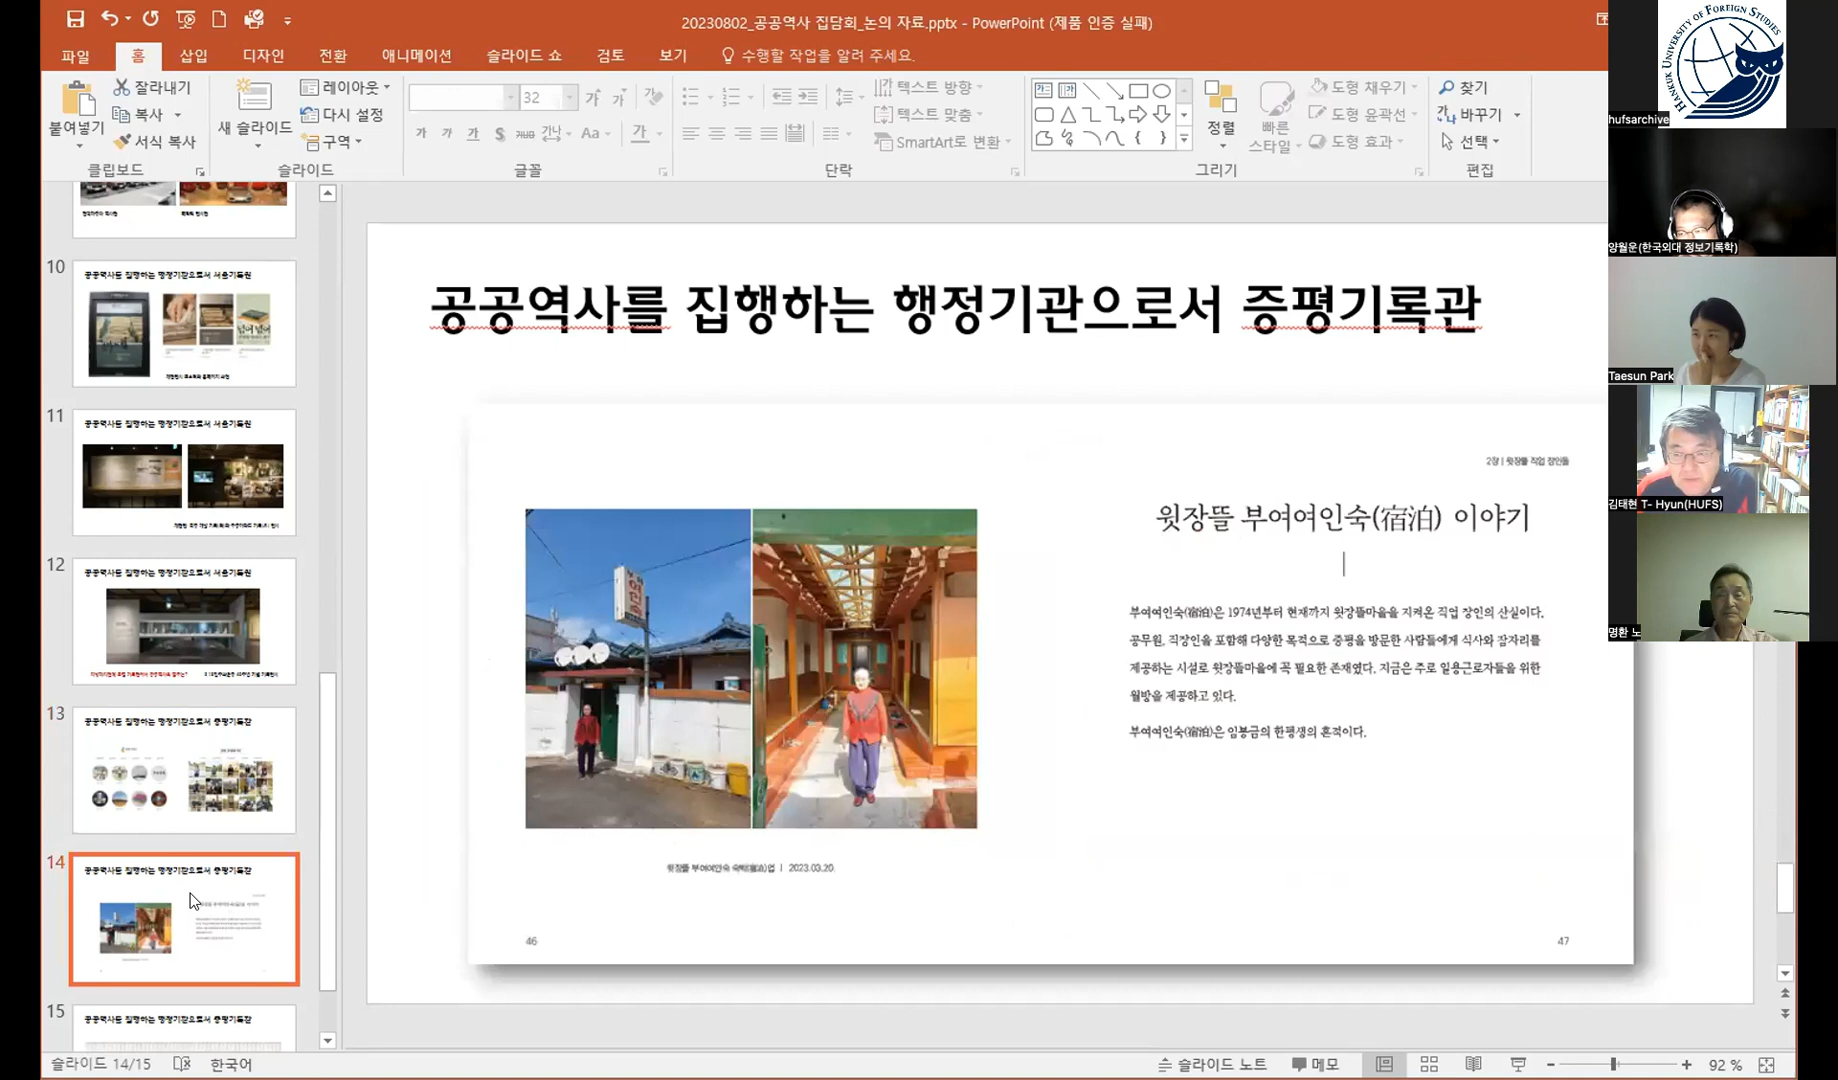 20230802_공공역사 집담회_논의 자료.pptx - PowerPoint (제품 인증 실패)
파일 홈 삽입 디자인 전환 애니메이션 슬라이드 쇼 검토 보기 수행할 작업을 알려 주세요.
붙여넣기
잘라내기
복사
서식 복사
클립보드
새 슬라이드
레이아웃
다시 설정
구역
슬라이드
32
가 가 가 S 간 Aa 가
글꼴
텍스트 방향
텍스트 맞춤
SmartArt로 변환
단락
정렬
빠른 스타일
도형 채우기
도형 윤곽선
도형 효과
그리기
찾기
바꾸기
선택
편집
10
공공역사를 집행하는 행정기관으로서 서울기록원
11
공공역사를 집행하는 행정기관으로서 서울기록원
12
공공역사를 집행하는 행정기관으로서 서울기록원
13
공공역사를 집행하는 행정기관으로서 증평기록관
14
공공역사를 집행하는 행정기관으로서 증평기록관
15
공공역사를 집행하는 행정기관으로서 증평기록관
공공역사를 집행하는 행정기관으로서 증평기록관
2장 | 윗장뜰 직업 장인들
윗장뜰 부여여인숙(宿泊) 이야기
부여여인숙(宿泊)은 1974년부터 현재까지 윗장뜰마을을 지켜온 직업 장인의 산실이다.
공무원, 직장인을 포함해 다양한 목적으로 증평을 방문한 사람들에게 식사와 잠자리를
제공하는 시설로 윗장뜰마을에 꼭 필요한 존재였다. 지금은 주로 일용근로자들을 위한
월방을 제공하고 있다.
부여여인숙(宿泊)은 임봉금의 한평생의 흔적이다.
여인숙
윗장뜰 부여여인숙 숙박(宿泊)업 | 2023.03.20.
46
47
HANKUK UNIVERSITY OF FOREIGN STUDIES
hufsarchive
양월운(한국외대 정보기록학)
Taesun Park
김태현 T- Hyun(HUFS)
명환 노
슬라이드 14/15 한국어 슬라이드 노트 메모 92 %